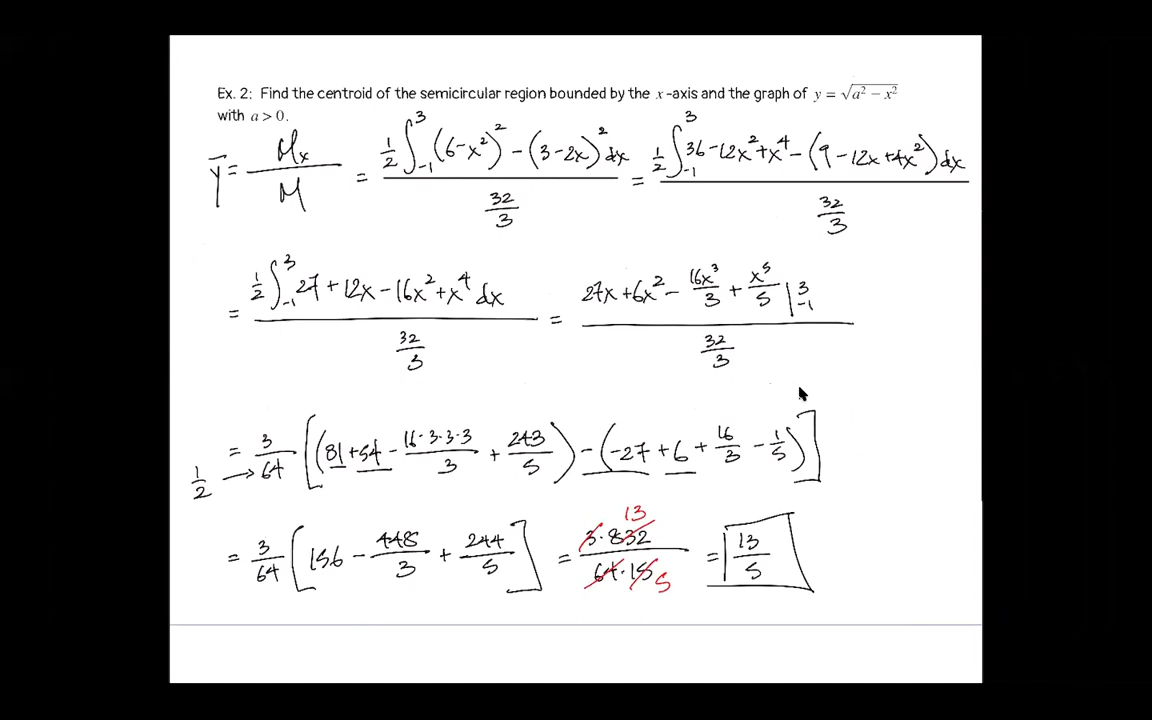 Ex. 2: Find the centroid of the semicircular region bounded by the x-axis and the graph of y = √(a² − x²)
with a > 0.
ȳ = Mₓ / M = (½ ∫₋₁³ (6−x²)² − (3−2x)² dx) / (32/3) = (½ ∫₋₁³ 36 − 12x² + x⁴ − (9 − 12x + 4x²) dx) / (32/3)
= (½ ∫₋₁³ 27 + 12x − 16x² + x⁴ dx) / (32/3) = (27x + 6x² − 16x³/3 + x⁵/5 |₋₁³) / (32/3)
½ → = 3/64 [(81 + 54 − 16·3·3·3/3 + 243/5) − (−27 + 6 + 16/3 − 1/5)]
= 3/64 [156 − 448/3 + 244/5] = 3·832 / 64·15 13 5 = 13/5